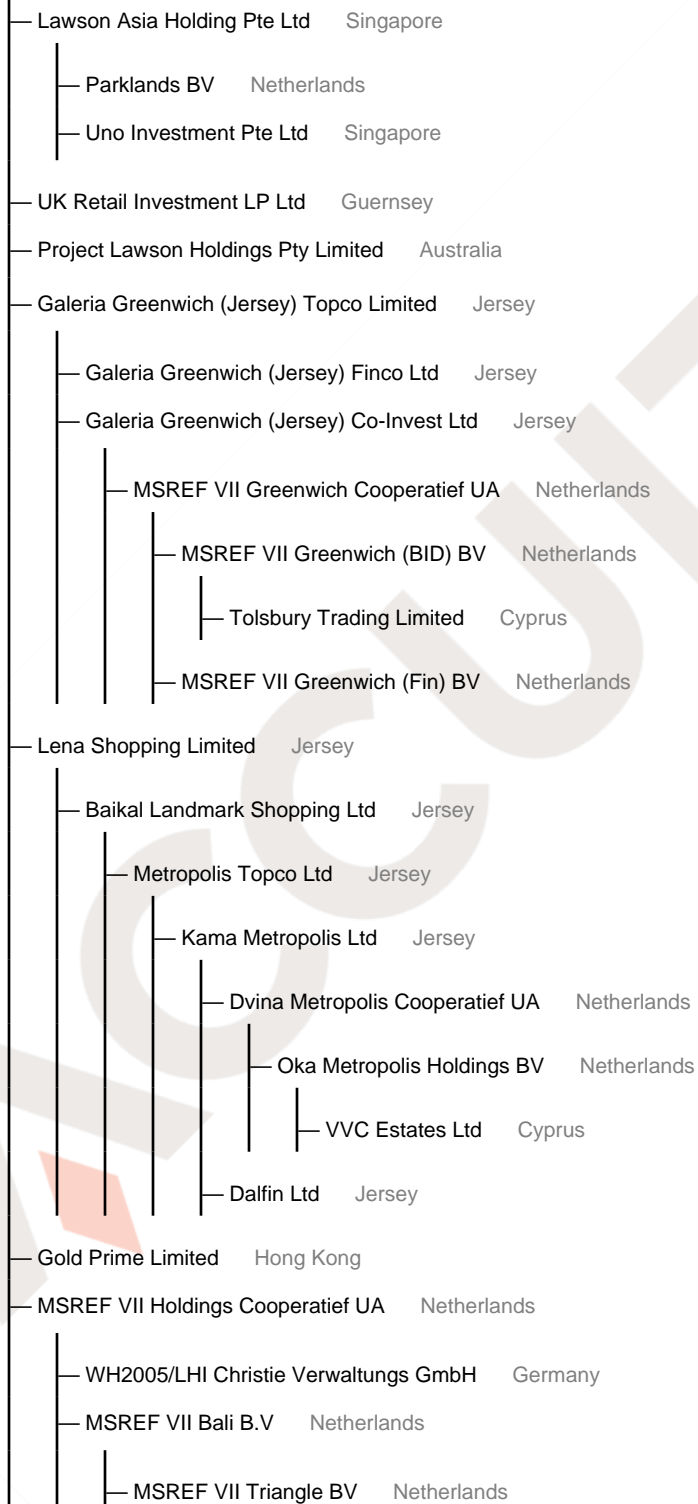 Lawson Asia Holding Pte Ltd Singapore
Parklands BV Netherlands
Uno Investment Pte Ltd Singapore
UK Retail Investment LP Ltd Guernsey
Project Lawson Holdings Pty Limited Australia
Galeria Greenwich (Jersey) Topco Limited Jersey
Galeria Greenwich (Jersey) Finco Ltd Jersey
Galeria Greenwich (Jersey) Co-Invest Ltd Jersey
MSREF VII Greenwich Cooperatief UA Netherlands
MSREF VII Greenwich (BID) BV Netherlands
Tolsbury Trading Limited Cyprus
MSREF VII Greenwich (Fin) BV Netherlands
Lena Shopping Limited Jersey
Baikal Landmark Shopping Ltd Jersey
Metropolis Topco Ltd Jersey
Kama Metropolis Ltd Jersey
Dvina Metropolis Cooperatief UA Netherlands
Oka Metropolis Holdings BV Netherlands
VVC Estates Ltd Cyprus
Dalfin Ltd Jersey
Gold Prime Limited Hong Kong
MSREF VII Holdings Cooperatief UA Netherlands
WH2005/LHI Christie Verwaltungs GmbH Germany
MSREF VII Bali B.V Netherlands
MSREF VII Triangle BV Netherlands